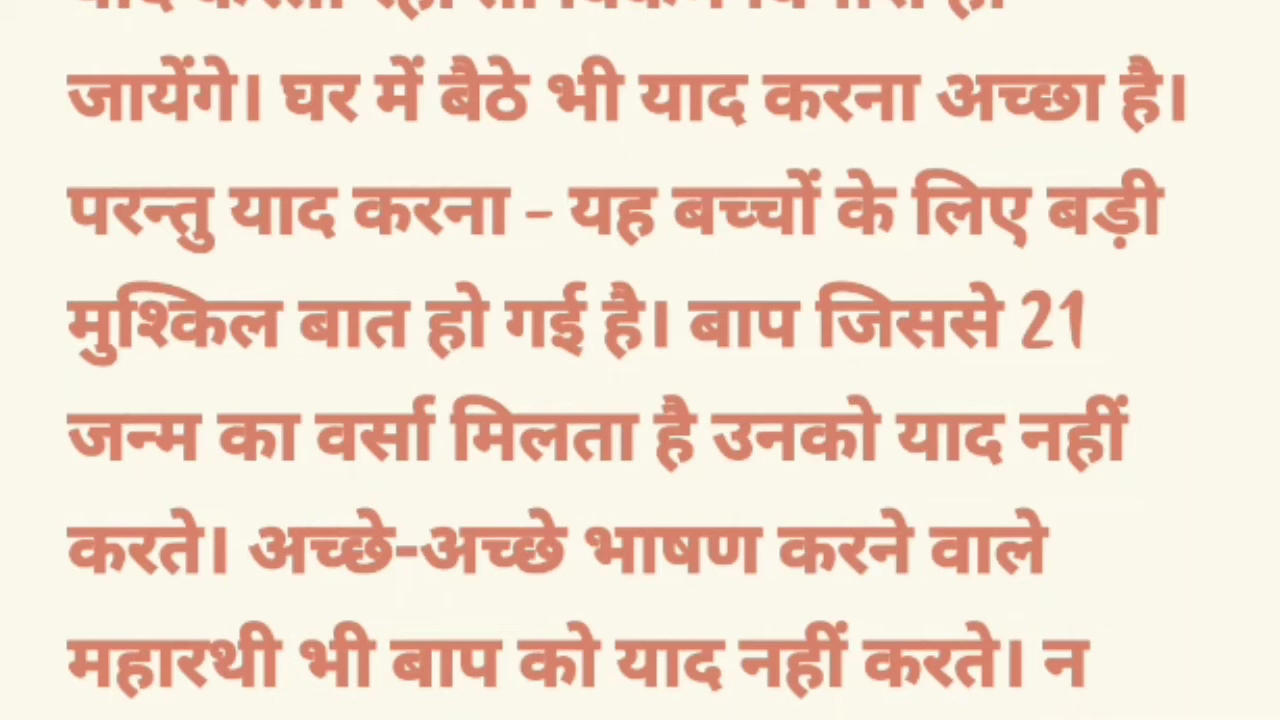 जायेंगे। घर में बैठे भी याद करना अच्छा है।
परन्तु याद करना - यह बच्चों के लिए बड़ी
मुश्किल बात हो गई है। बाप जिससे 21
जन्म का वर्सा मिलता है उनको याद नहीं
करते। अच्छे-अच्छे भाषण करने वाले
महारथी भी बाप को याद नहीं करते। न